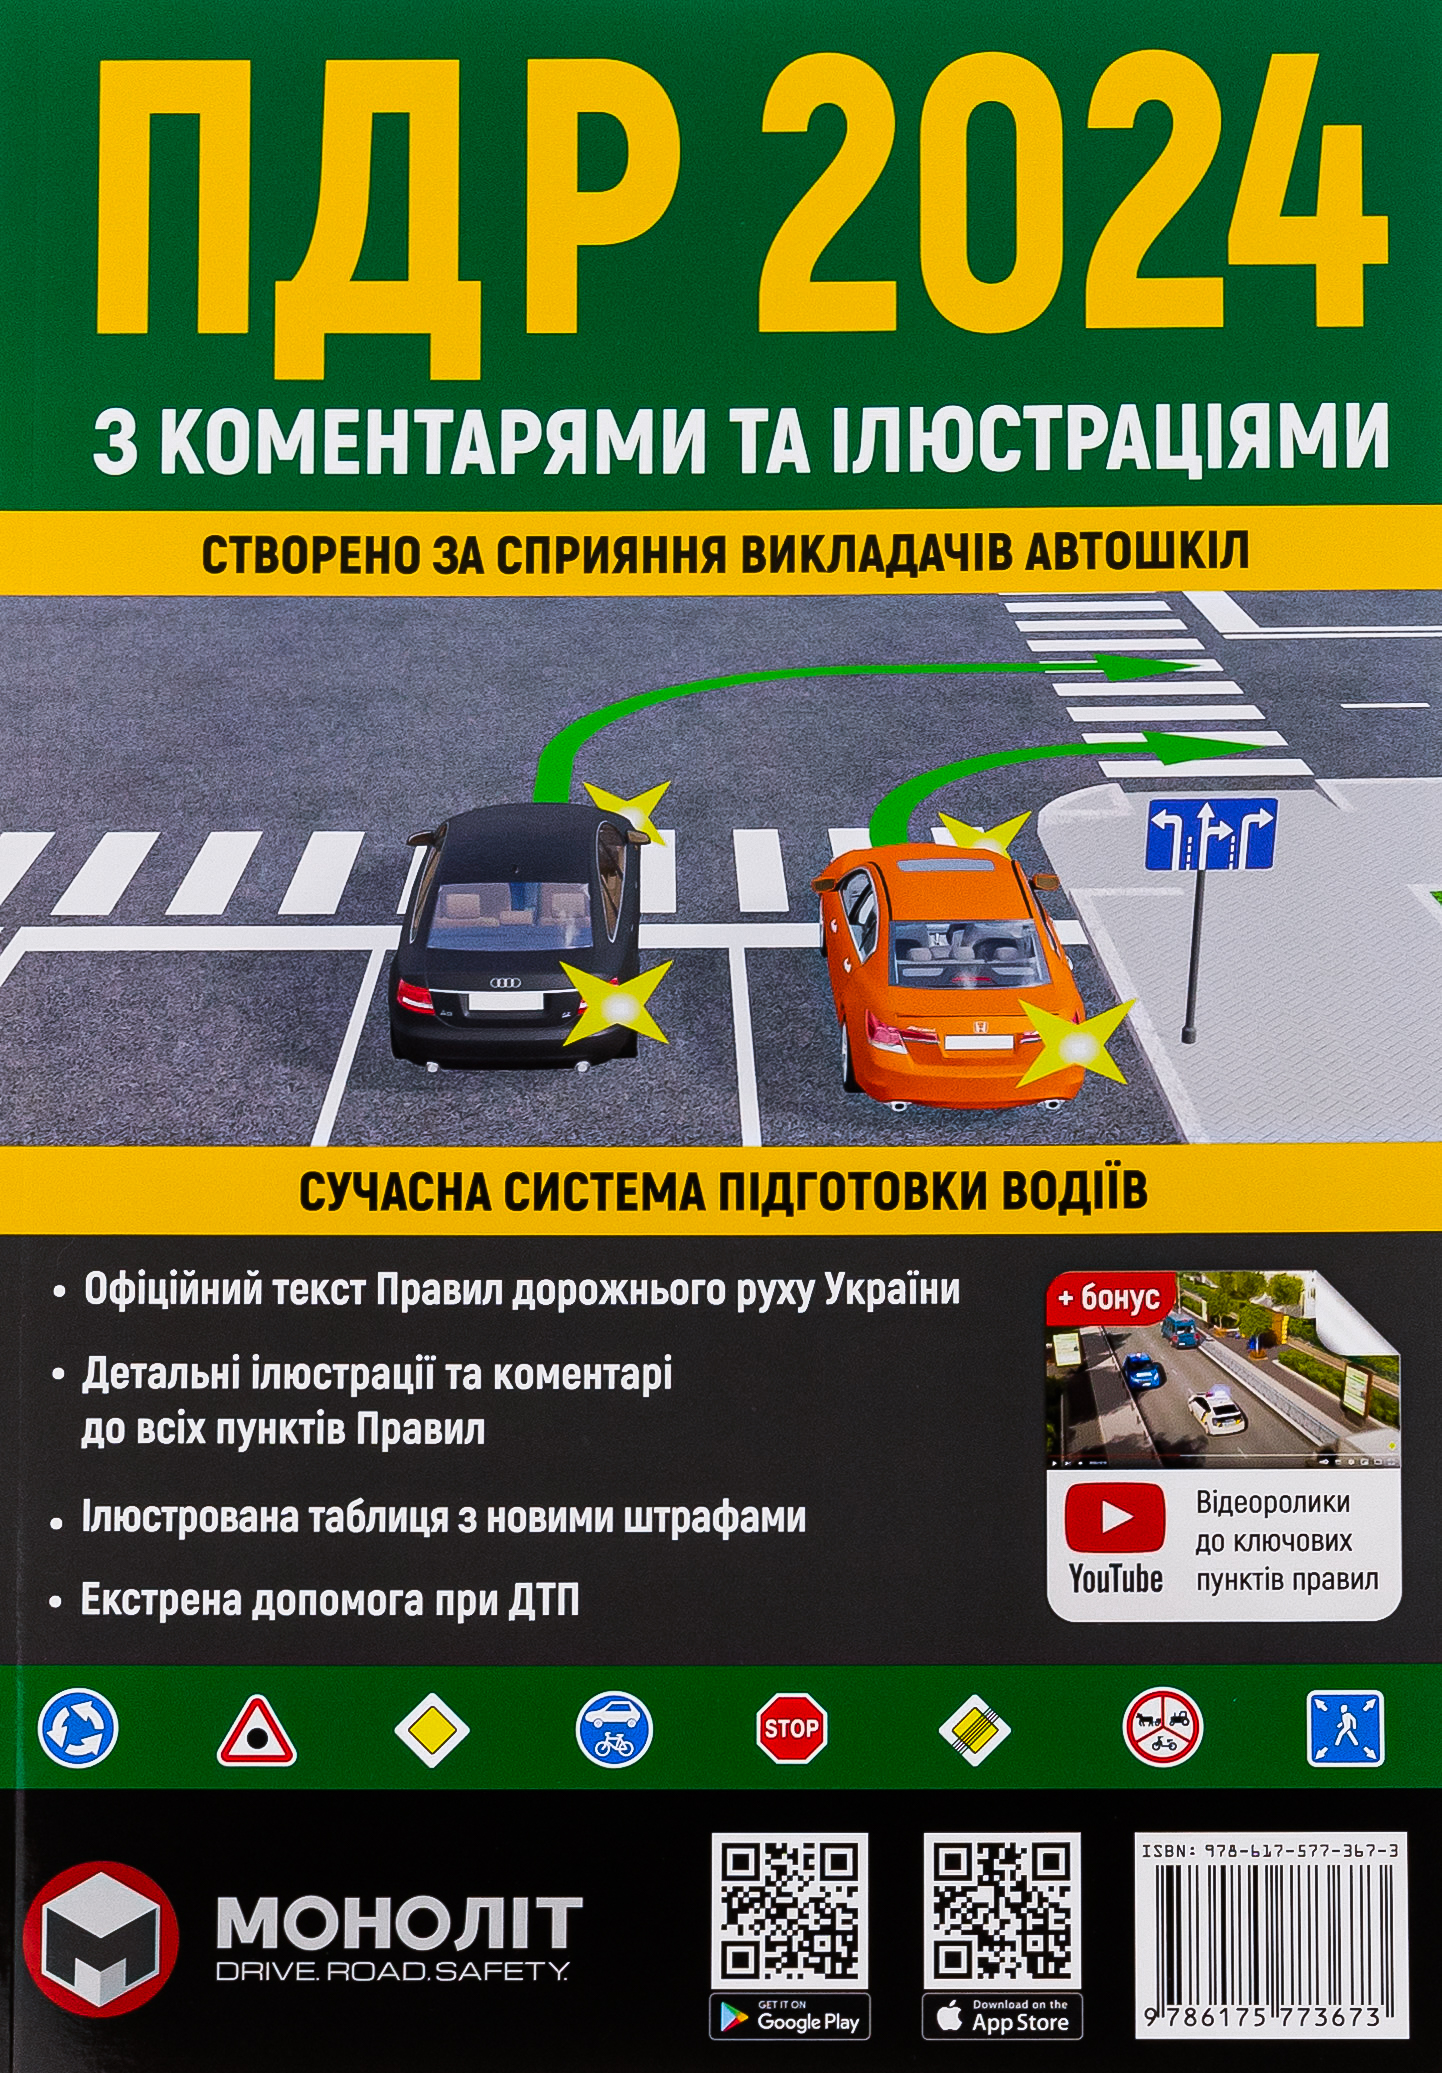 ПДР 2024
З КОМЕНТАРЯМИ ТА ІЛЮСТРАЦІЯМИ
СТВОРЕНО ЗА СПРИЯННЯ ВИКЛАДАЧІВ АВТОШКІЛ
СУЧАСНА СИСТЕМА ПІДГОТОВКИ ВОДІЇВ
• Офіційний текст Правил дорожнього руху України
• Детальні ілюстрації та коментарі
до всіх пунктів Правил
• Ілюстрована таблиця з новими штрафами
• Екстрена допомога при ДТП
+ бонус
YouTube
Відеоролики
до ключових
пунктів правил
STOP
МОНОЛІТ
DRIVE. ROAD. SAFETY.
GET IT ON
Google Play
Download on the
App Store
ISBN: 978-617-577-367-3
9 786175 773673